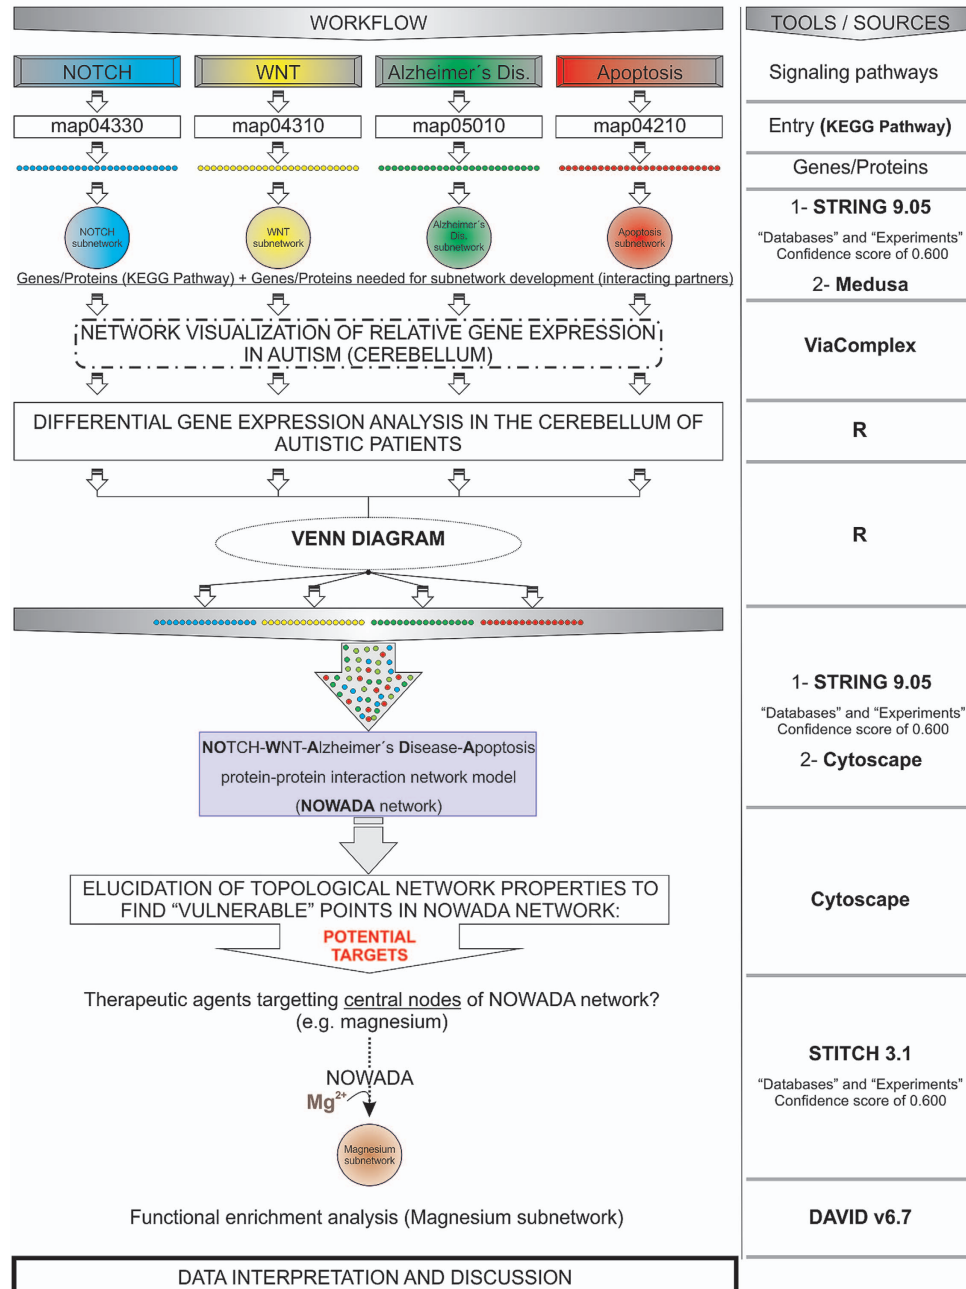 WORKFLOW
TOOLS / SOURCES
NOTCH
WNT
Alzheimer´s Dis.
Apoptosis
Signaling pathways
map04330
map04310
map05010
map04210
Entry (KEGG Pathway)
Genes/Proteins
NOTCH
subnetwork
WNT
subnetwork
Alzheimer´s
Dis.
subnetwork
Apoptosis
subnetwork
1- STRING 9.05
“Databases” and “Experiments”
Confidence score of 0.600
2- Medusa
Genes/Proteins (KEGG Pathway) + Genes/Proteins needed for subnetwork development (interacting partners)
NETWORK VISUALIZATION OF RELATIVE GENE EXPRESSION
IN AUTISM (CEREBELLUM)
ViaComplex
DIFFERENTIAL GENE EXPRESSION ANALYSIS IN THE CEREBELLUM OF
AUTISTIC PATIENTS
R
VENN DIAGRAM
R
1- STRING 9.05
“Databases” and “Experiments”
Confidence score of 0.600
2- Cytoscape
NOTCH-WNT-Alzheimer´s Disease-Apoptosis
protein-protein interaction network model
(NOWADA network)
ELUCIDATION OF TOPOLOGICAL NETWORK PROPERTIES TO
FIND “VULNERABLE” POINTS IN NOWADA NETWORK:
POTENTIAL
TARGETS
Cytoscape
Therapeutic agents targetting central nodes of NOWADA network?
(e.g. magnesium)
NOWADA
Mg2+
Magnesium
subnetwork
STITCH 3.1
“Databases” and “Experiments”
Confidence score of 0.600
Functional enrichment analysis (Magnesium subnetwork)
DAVID v6.7
DATA INTERPRETATION AND DISCUSSION